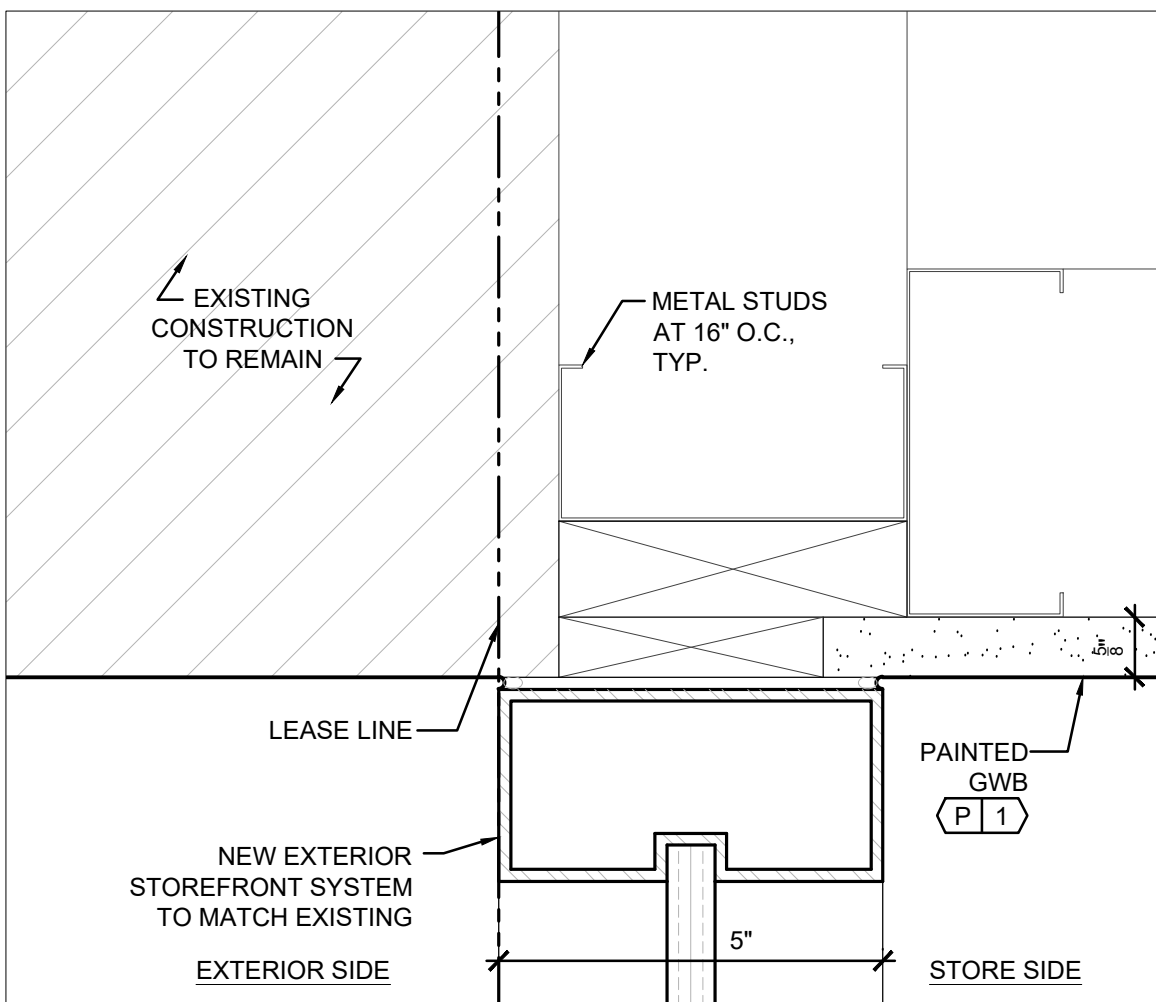 EXISTING
CONSTRUCTION
TO REMAIN
METAL STUDS
AT 16" O.C.,
TYP.
5"
8
LEASE LINE
PAINTED
GWB
P 1
NEW EXTERIOR
STOREFRONT SYSTEM
TO MATCH EXISTING
5"
EXTERIOR SIDE
STORE SIDE